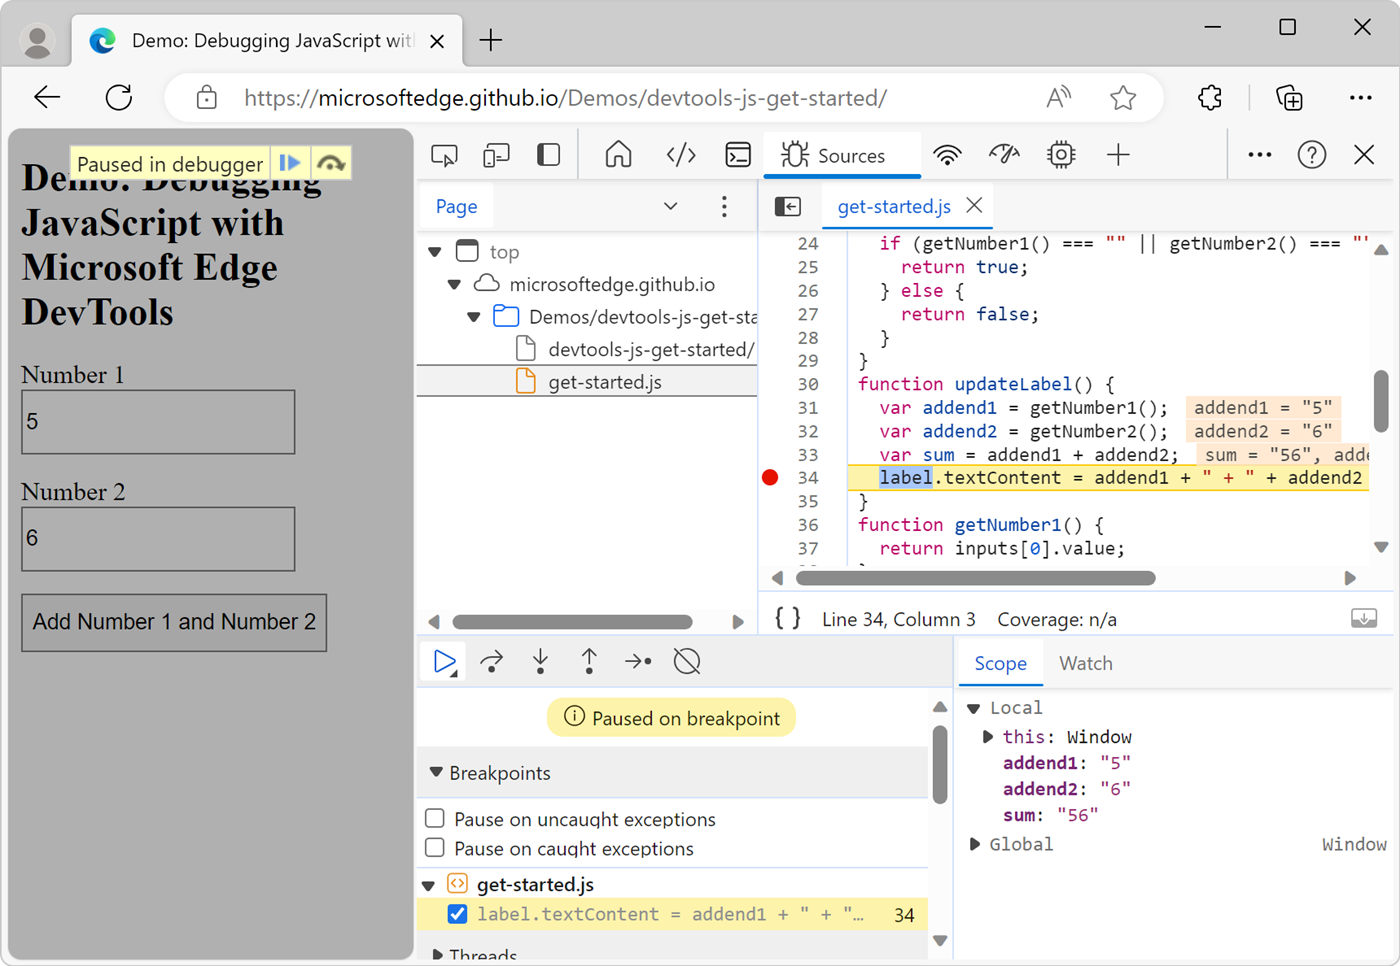 Demo: Debugging JavaScript wit
https://microsoftedge.github.io/Demos/devtools-js-get-started/
Paused in debugger
Demo: Debugging
JavaScript with
Microsoft Edge
DevTools
Number 1
5
Number 2
6
Add Number 1 and Number 2
Sources
Page
top
microsoftedge.github.io
Demos/devtools-js-get-sta
devtools-js-get-started/
get-started.js
get-started.js
24 if (getNumber1() === "" || getNumber2() === "'
25 return true;
26 } else {
27 return false;
28 }
29 }
30 function updateLabel() {
31 var addend1 = getNumber1(); addend1 = "5"
32 var addend2 = getNumber2(); addend2 = "6"
33 var sum = addend1 + addend2; sum = "56", adde
34 label.textContent = addend1 + " + " + addend2
35 }
36 function getNumber1() {
37 return inputs[0].value;
{ } Line 34, Column 3 Coverage: n/a
Paused on breakpoint
Breakpoints
Pause on uncaught exceptions
Pause on caught exceptions
get-started.js
label.textContent = addend1 + " + "… 34
Threads
Scope Watch
Local
this: Window
addend1: "5"
addend2: "6"
sum: "56"
Global Window